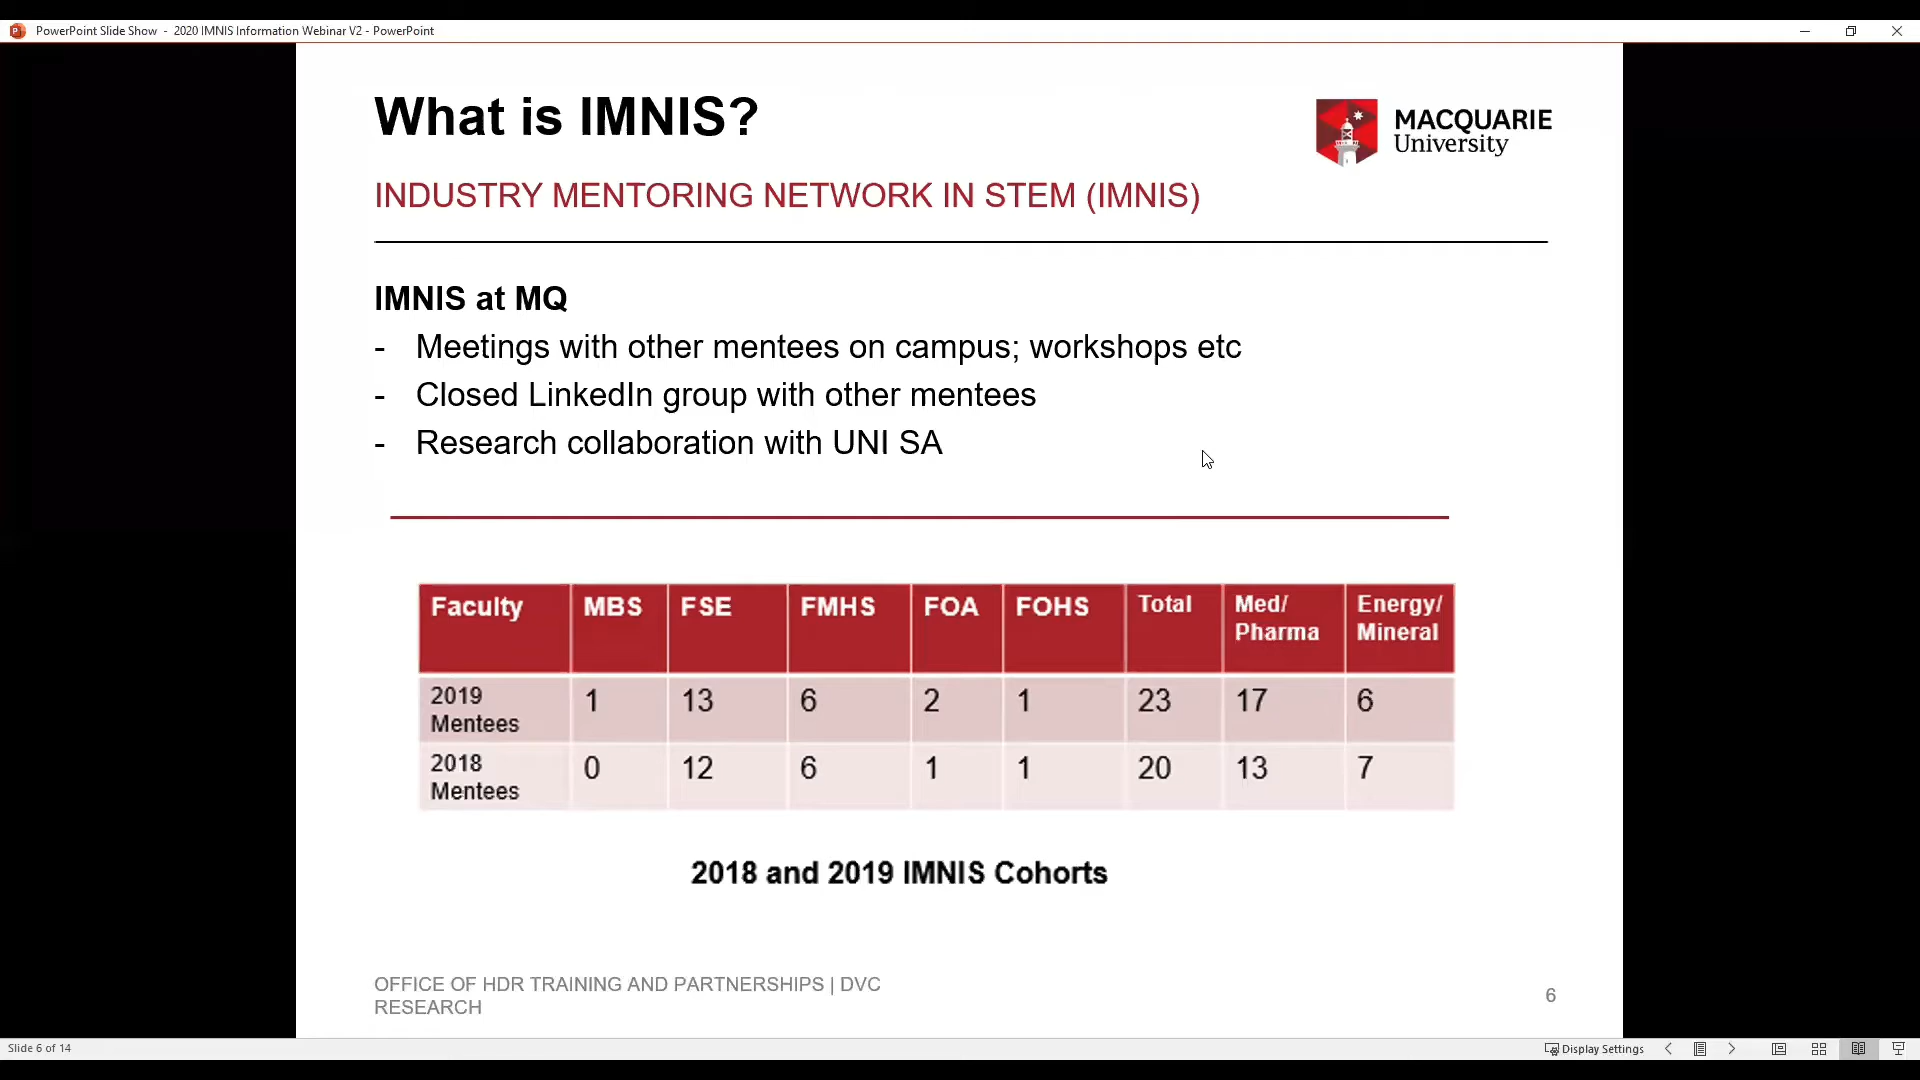 PowerPoint Slide Show - 2020 IMNIS Information Webinar V2 - PowerPoint
What is IMNIS?
MACQUARIE
University
INDUSTRY MENTORING NETWORK IN STEM (IMNIS)
IMNIS at MQ
- Meetings with other mentees on campus; workshops etc
- Closed LinkedIn group with other mentees
- Research collaboration with UNI SA
Faculty MBS FSE FMHS FOA FOHS Total Med/ Pharma Energy/ Mineral
2019 Mentees 1 13 6 2 1 23 17 6
2018 Mentees 0 12 6 1 1 20 13 7
2018 and 2019 IMNIS Cohorts
OFFICE OF HDR TRAINING AND PARTNERSHIPS | DVC
RESEARCH
6
Slide 6 of 14
Display Settings